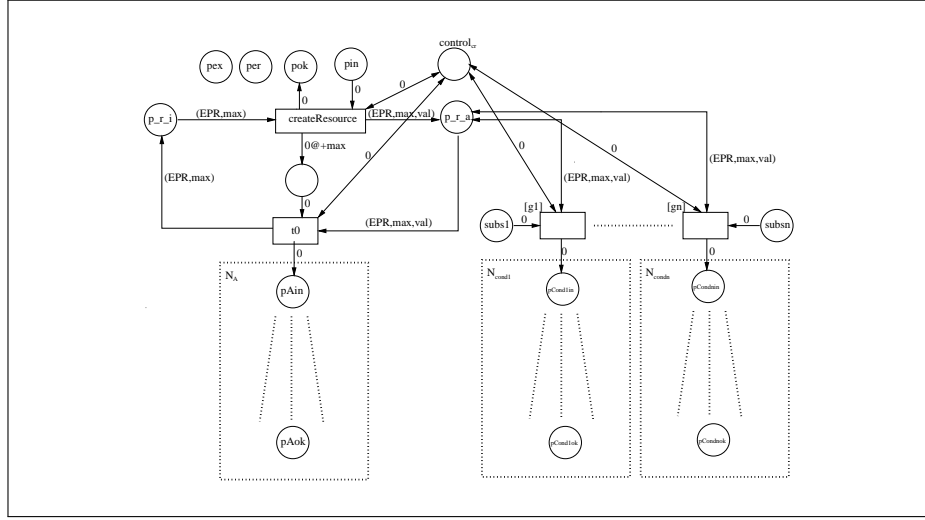 control_cr
pex per pok pin
0 0 0 0
p_r_i (EPR,max) createResource (EPR,max,val) p_r_a
0@+max 0 0 0
(EPR,max) (EPR,max,val) (EPR,max,val)
0
[g1] [gn]
t0 (EPR,max,val) subs1 0 0 subsn
0 0 0
N_A N_cond1 N_condn
pAin pCond1in pCondnin
pAok pCond1ok pCondnok